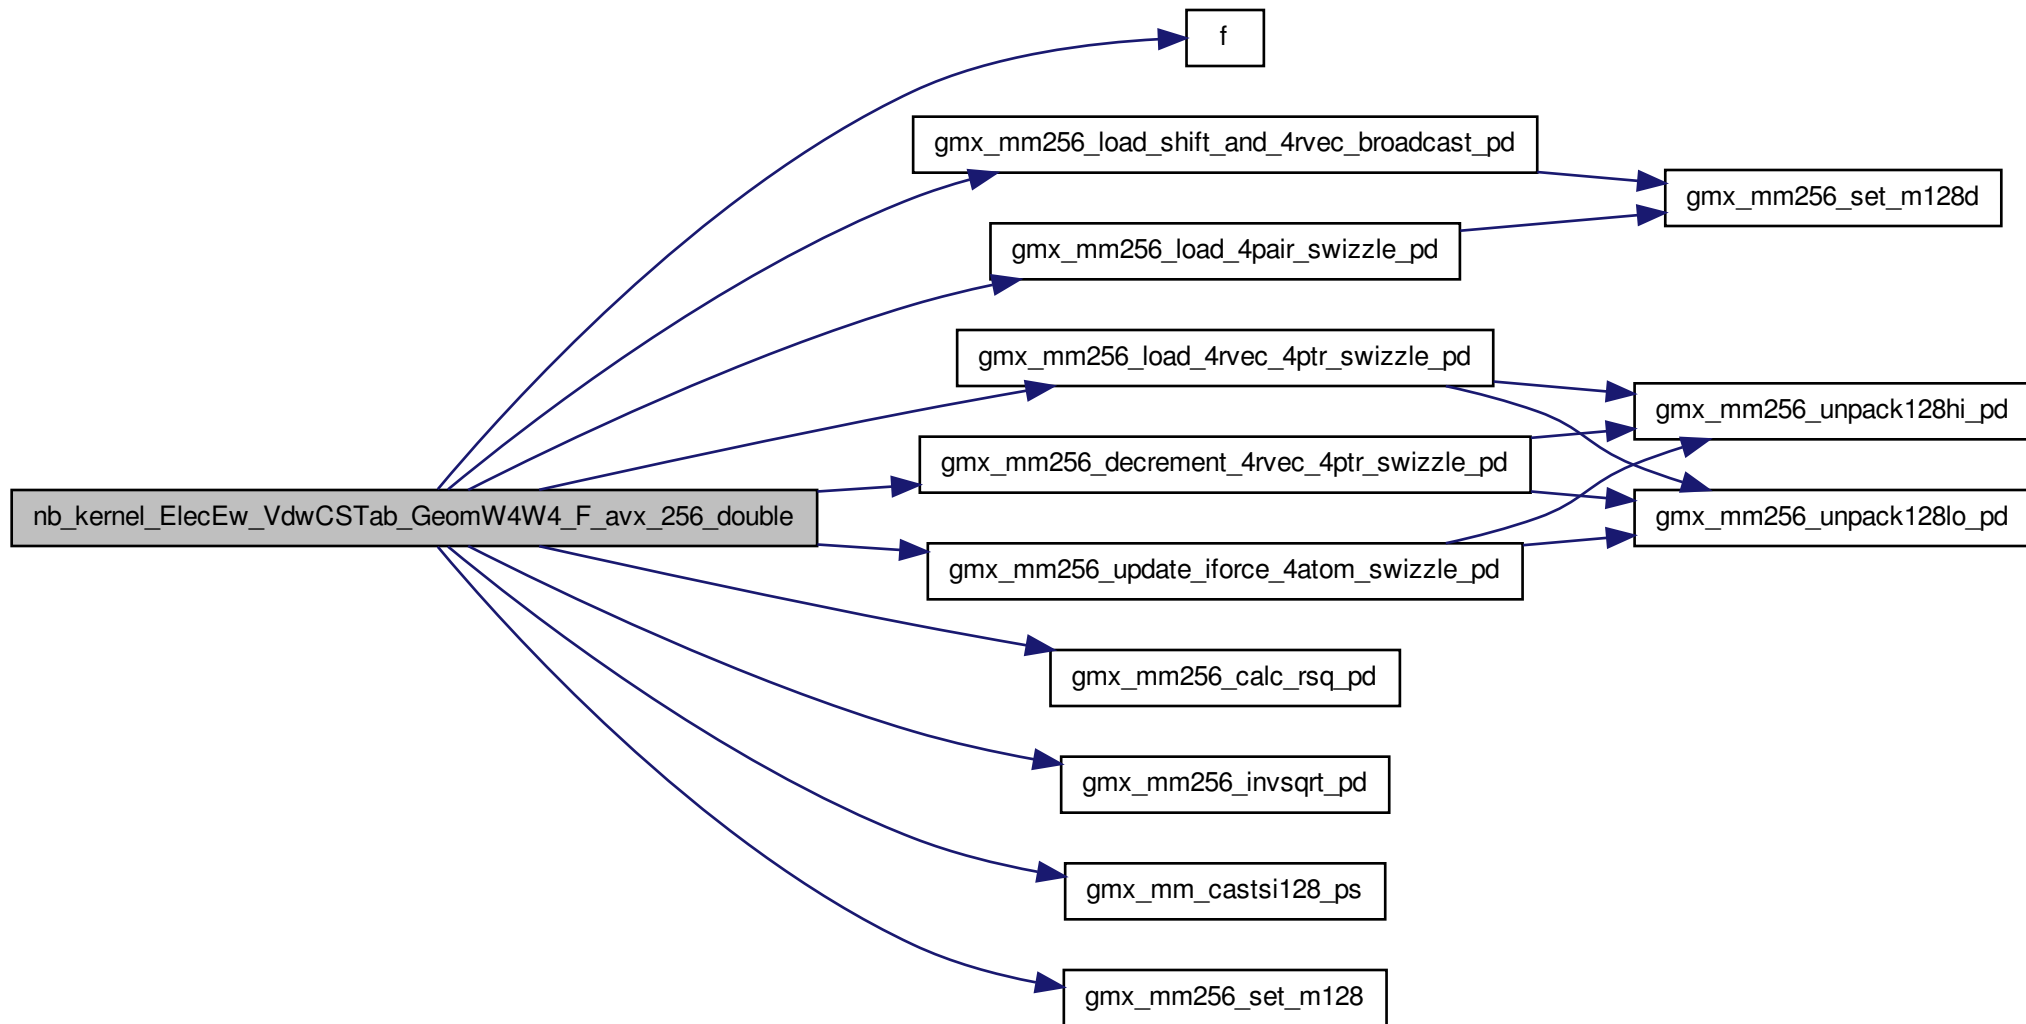 f
gmx_mm256_load_shift_and_4rvec_broadcast_pd
gmx_mm256_set_m128d
gmx_mm256_load_4pair_swizzle_pd
gmx_mm256_load_4rvec_4ptr_swizzle_pd
gmx_mm256_unpack128hi_pd
gmx_mm256_decrement_4rvec_4ptr_swizzle_pd
nb_kernel_ElecEw_VdwCSTab_GeomW4W4_F_avx_256_double
gmx_mm256_unpack128lo_pd
gmx_mm256_update_iforce_4atom_swizzle_pd
gmx_mm256_calc_rsq_pd
gmx_mm256_invsqrt_pd
gmx_mm_castsi128_ps
gmx_mm256_set_m128